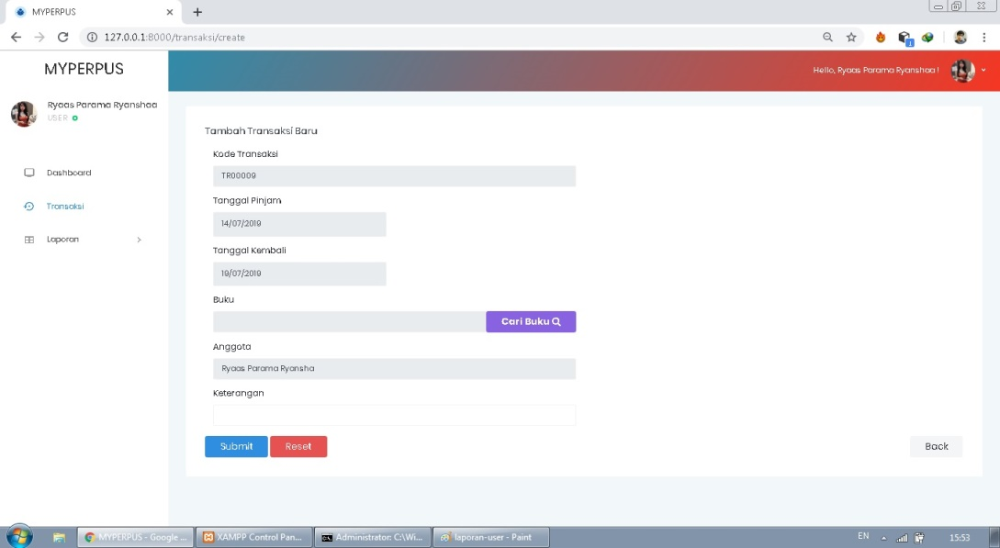 MYPERPUS
127.0.0.1:8000/transaksi/create
MYPERPUS
Hello, Ryaas Parama Ryanshaa !
Ryaas Parama Ryanshaa
USER
Dashboard
Transaksi
Laporan
Tambah Transaksi Baru
Kode Transaksi
TR00009
Tanggal Pinjam
14/07/2019
Tanggal Kembali
19/07/2019
Buku
Cari Buku
Anggota
Ryaas Parama Ryansha
Keterangan
Submit
Reset
Back
MYPERPUS - Google ...
XAMPP Control Pan...
Administrator: C:\Wi...
laporan-user - Paint
EN
15:53